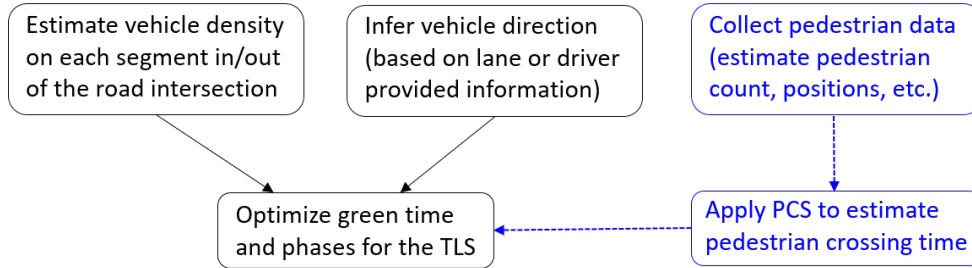 Estimate vehicle density
on each segment in/out
of the road intersection
Infer vehicle direction
(based on lane or driver
provided information)
Collect pedestrian data
(estimate pedestrian
count, positions, etc.)
Optimize green time
and phases for the TLS
Apply PCS to estimate
pedestrian crossing time